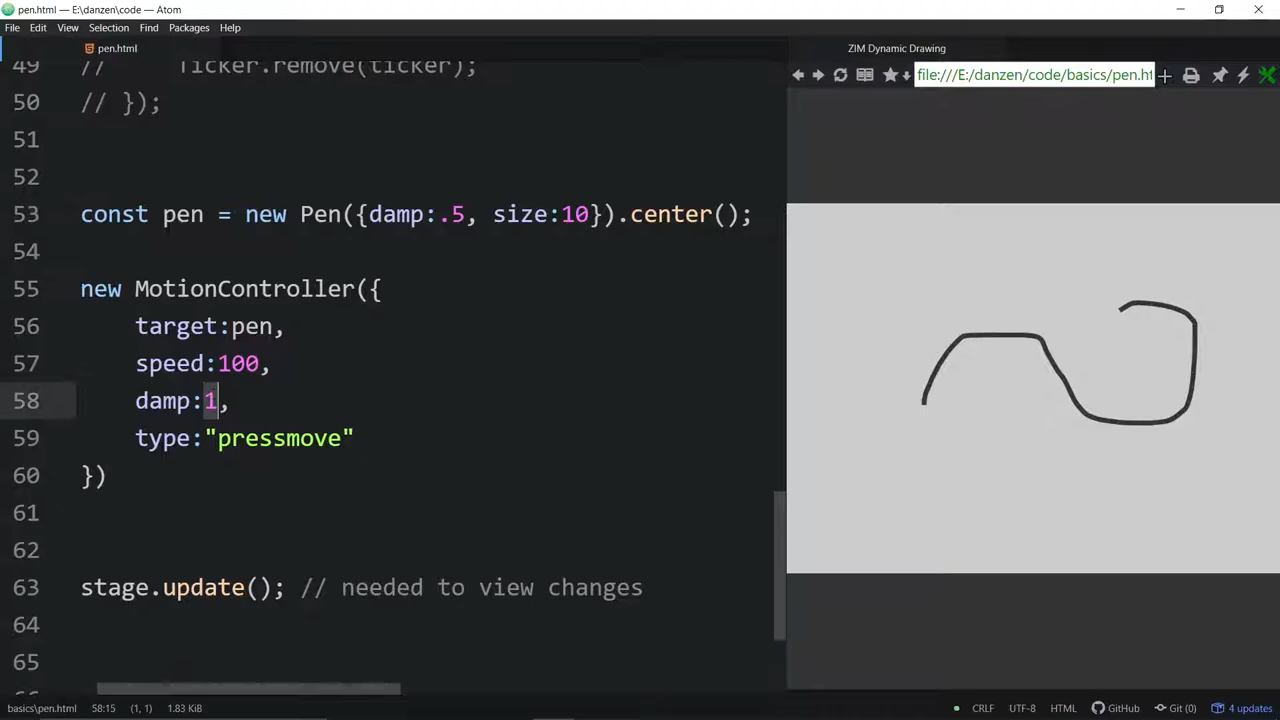 pen.html — E:\danzen\code — Atom
File Edit View Selection Find Packages Help
pen.html
ZIM Dynamic Drawing
file:///E:/danzen/code/basics/pen.ht
49 // Ticker.remove(ticker);
50 // });
51
52
53 const pen = new Pen({damp:.5, size:10}).center();
54
55 new MotionController({
56 target:pen,
57 speed:100,
58 damp:1,
59 type:"pressmove"
60 })
61
62
63 stage.update(); // needed to view changes
64
65
66
basics\pen.html (1, 1) 1.83 KiB 58:15 CRLF UTF-8 HTML GitHub Git (0) 4 updates